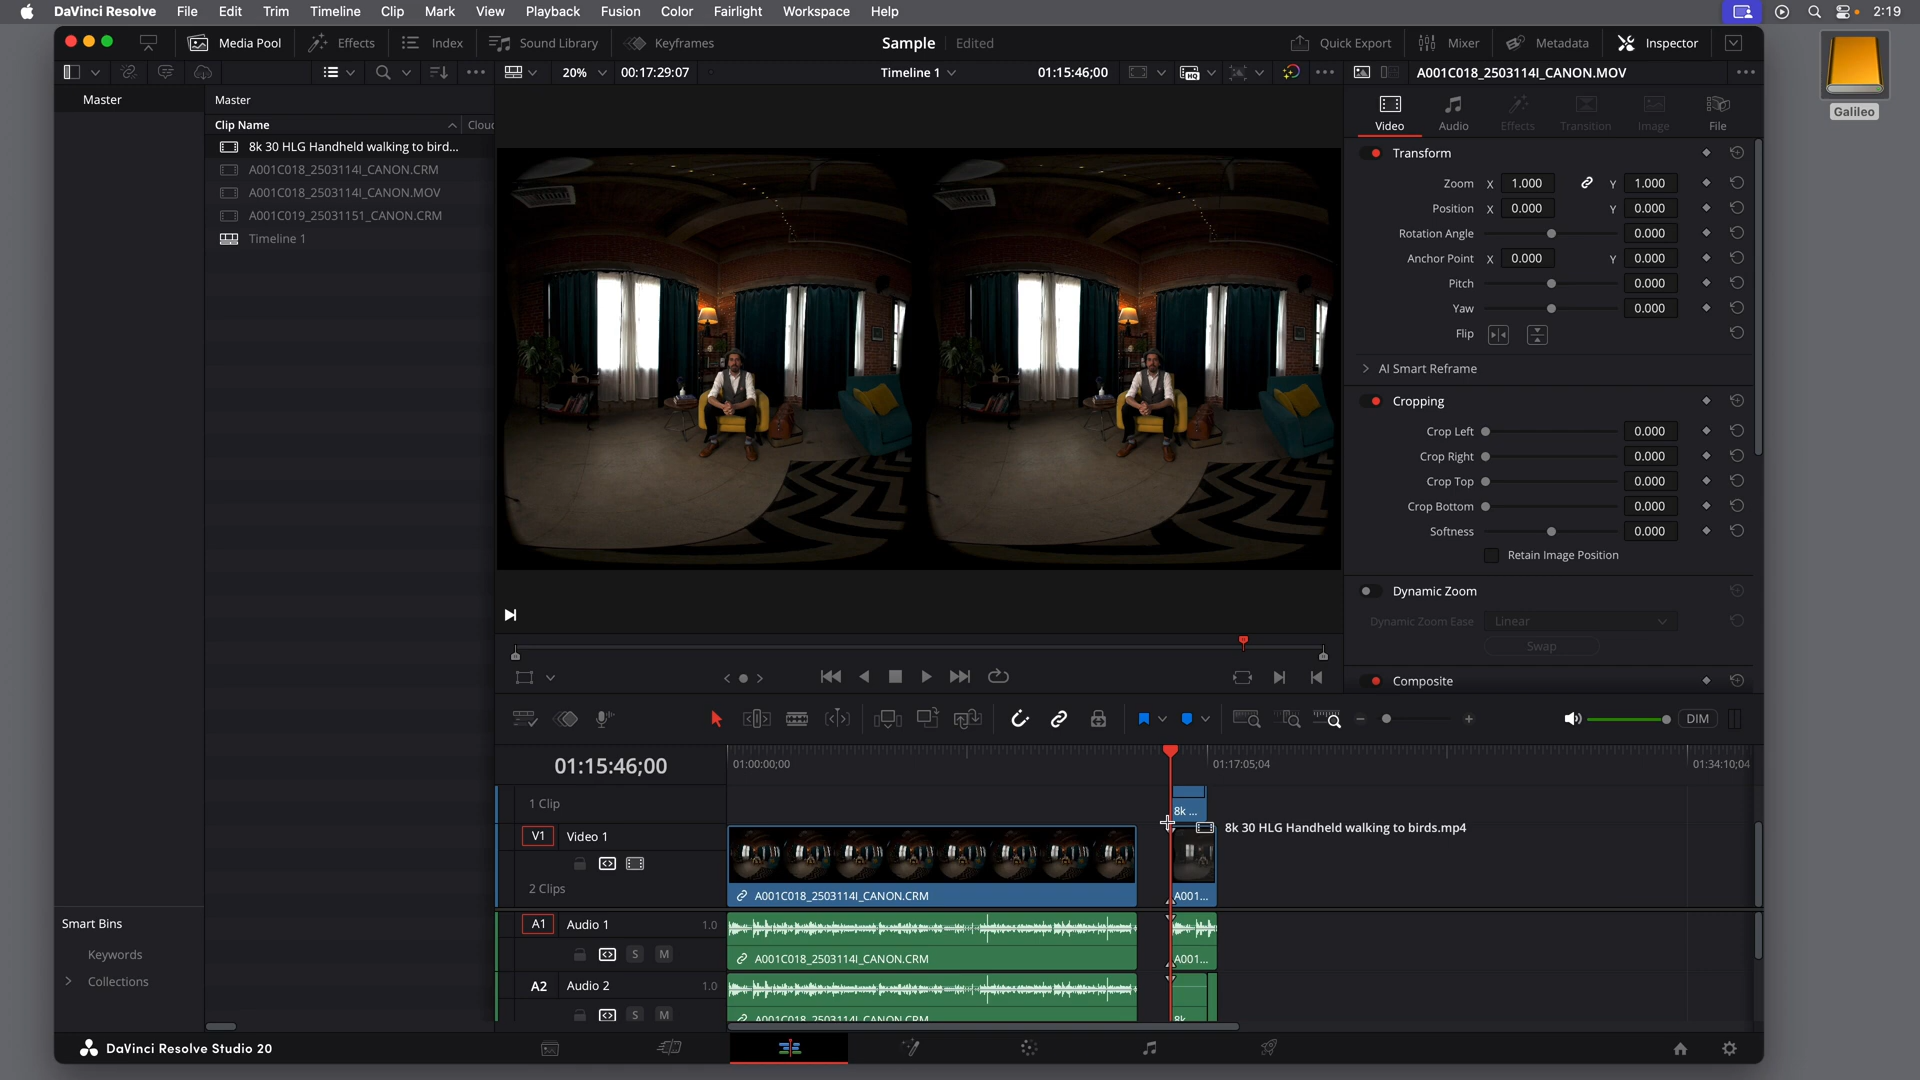 DaVinci Resolve File Edit Trim Timeline Clip Mark View Playback Fusion Color Fairlight Workspace Help 2:19
Media Pool Effects Index Sound Library Keyframes Sample Edited Quick Export Mixer Metadata Inspector
20% 00:17:29:07 Timeline 1 01:15:46;00 A001C018_2503114I_CANON.MOV
Master Master
Clip Name Clou
8k 30 HLG Handheld walking to bird...
A001C018_2503114I_CANON.CRM
A001C018_2503114I_CANON.MOV
A001C019_25031151_CANON.CRM
Timeline 1
Galileo
Video Audio Effects Transition Image File
Transform
Zoom X 1.000 Y 1.000
Position X 0.000 Y 0.000
Rotation Angle 0.000
Anchor Point X 0.000 Y 0.000
Pitch 0.000
Yaw 0.000
Flip
AI Smart Reframe
Cropping
Crop Left 0.000
Crop Right 0.000
Crop Top 0.000
Crop Bottom 0.000
Softness 0.000
Retain Image Position
Dynamic Zoom
Dynamic Zoom Ease Linear
Swap
Composite
DIM
01:15:46;00 01:00:00;00 01:17:05;04 01:34:10;04
1 Clip 8k ...
V1 Video 1 8k 30 HLG Handheld walking to birds.mp4
2 Clips A001C018_2503114I_CANON.CRM A001...
A1 Audio 1 1.0
S M A001C018_2503114I_CANON.CRM A001...
A2 Audio 2 1.0
S M A001C018_2503114I_CANON.CRM 8k
Smart Bins
Keywords
Collections
DaVinci Resolve Studio 20